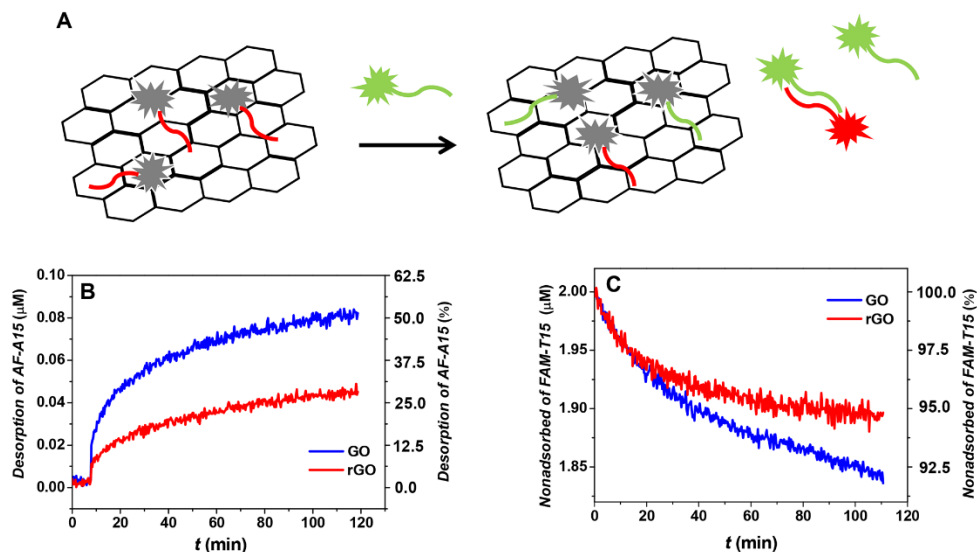 A
B
Desorption of AF-A15 (μM)
0.10
0.08
0.06
0.04
0.02
0.00
62.5
50.0
37.5
25.0
12.5
0.0
Desorption of AF-A15 (%)
GO
rGO
0 20 40 60 80 100 120
t (min)
C
Nonadsorbed of FAM-T15 (μM)
2.00
1.95
1.90
1.85
100.0
97.5
95.0
92.5
Nonadsorbed of FAM-T15 (%)
GO
rGO
0 20 40 60 80 100 120
t (min)